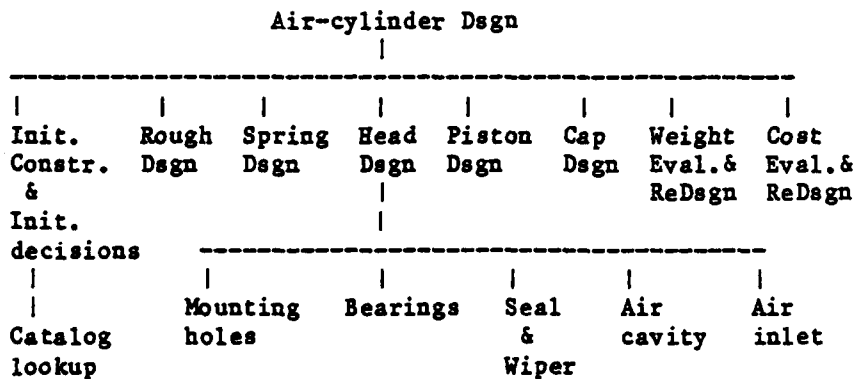 Air-cylinder Dsgn
Init. Rough Spring Head Piston Cap Weight Cost
Constr. Dsgn Dsgn Dsgn Dsgn Dsgn Eval.& Eval.&
& ReDsgn ReDsgn
Init.
decisions
Mounting Bearings Seal Air Air
Catalog holes & cavity inlet
lookup Wiper